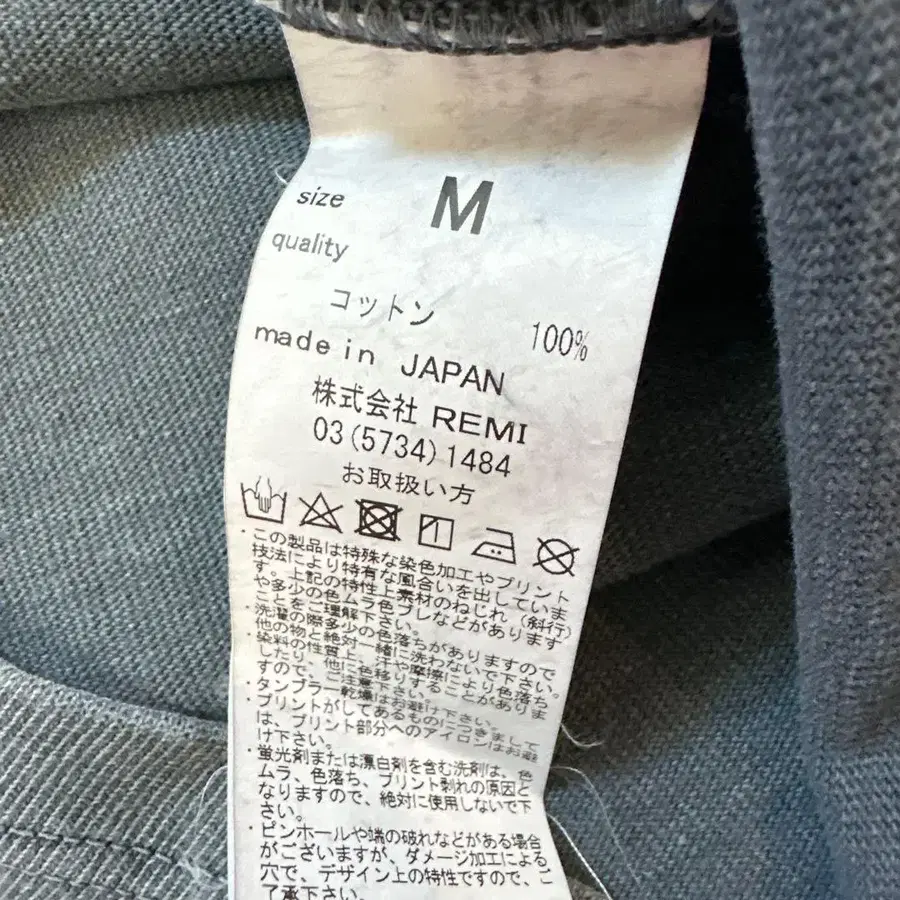 size M
quality
コットン 100%
made in JAPAN
株式会社 REMI
03(5734)1484
お取扱い方
・この製品は特殊な染色加工やプリント
技法により特有な風合いを出していま
す。上記の特性上素材のねじれ(斜行)
や多少の色ムラ色ブレなどがあります
ことをご理解下さい。
・洗濯の際多少の色落ちがありますので
他の物と絶対一緒に洗わないで下さい。
・染料の性質上、汗や摩擦により色落ち
したり、他に色移りすることがありま
すので、ご注意下さい。
・タンブラー乾燥はお避け下さい。
・プリントがしてあるものにつきまして
は、プリント部分へのアイロンはお避
け下さい。
・蛍光剤または漂白剤を含む洗剤は、色
ムラ、色落ち、プリント剥れの原因と
なりますので、絶対に使用しないで下
さい。
・ピンホールや端の破れなどがある場合
がございますが、ダメージ加工による
穴で、デザイン上の特性ですので、ご
了承下さい。